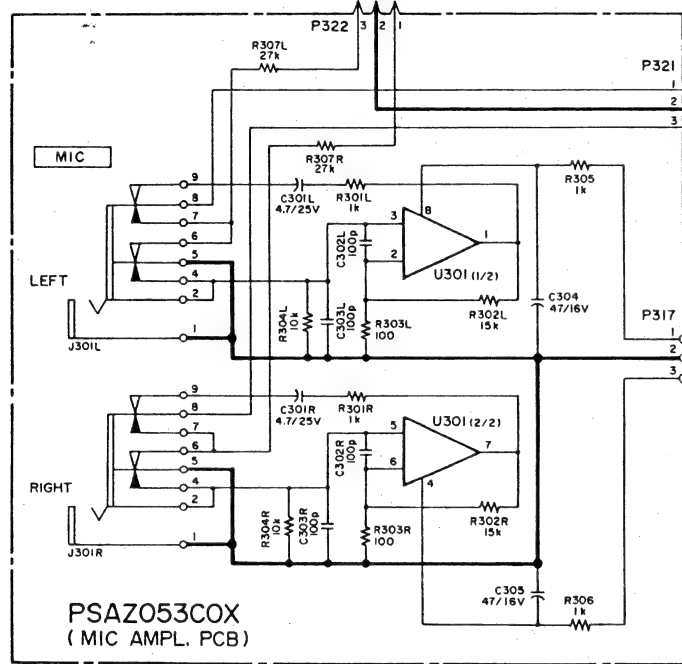 P322 3 2 1
R307L
27k
P321
1
2
3
R307R
27k
MIC
9
8
7
6
5
4
2
1
LEFT
J301L
C301L
4.7/25V
R301L
1k
C302L
100p
3
2
8
1
U301 (1/2)
R305
1k
R304L
10k
C303L
100p
R303L
100
R302L
15k
C304
47/16V
P317
1
2
3
9
8
7
6
5
4
2
1
RIGHT
J301R
C301R
4.7/25V
R301R
1k
C302R
100p
5
6
4
7
U301 (2/2)
R304R
10k
C303R
100p
R303R
100
R302R
15k
C305
47/16V
R306
1k
PSAZ053C0X
(MIC AMPL. PCB)